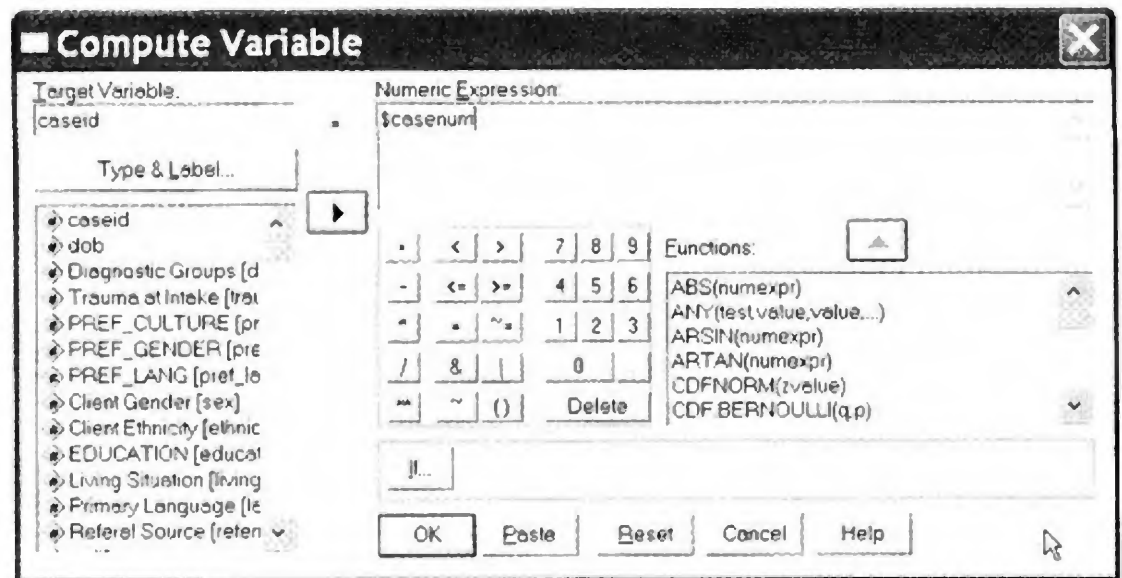 Compute Variable
Target Variable:
caseid
=
Numeric Expression:
$casenum
Type & Label...
caseid
dob
Diagnostic Groups [d
Trauma at Intake [trau
PREF_CULTURE [pr
PREF_GENDER [pre
PREF_LANG [pref_la
Client Gender [sex]
Client Ethnicity [ethnic
EDUCATION [educat
Living Situation [living
Primary Language [la
Referal Source [referr
+ < > 7 8 9
- <= >= 4 5 6
* = ~= 1 2 3
/ & | 0 .
** ~ () Delete
Functions:
ABS(numexpr)
ANY(test,value,value,...)
ARSIN(numexpr)
ARTAN(numexpr)
CDFNORM(zvalue)
CDF.BERNOULLI(q,p)
If...
OK Paste Reset Cancel Help